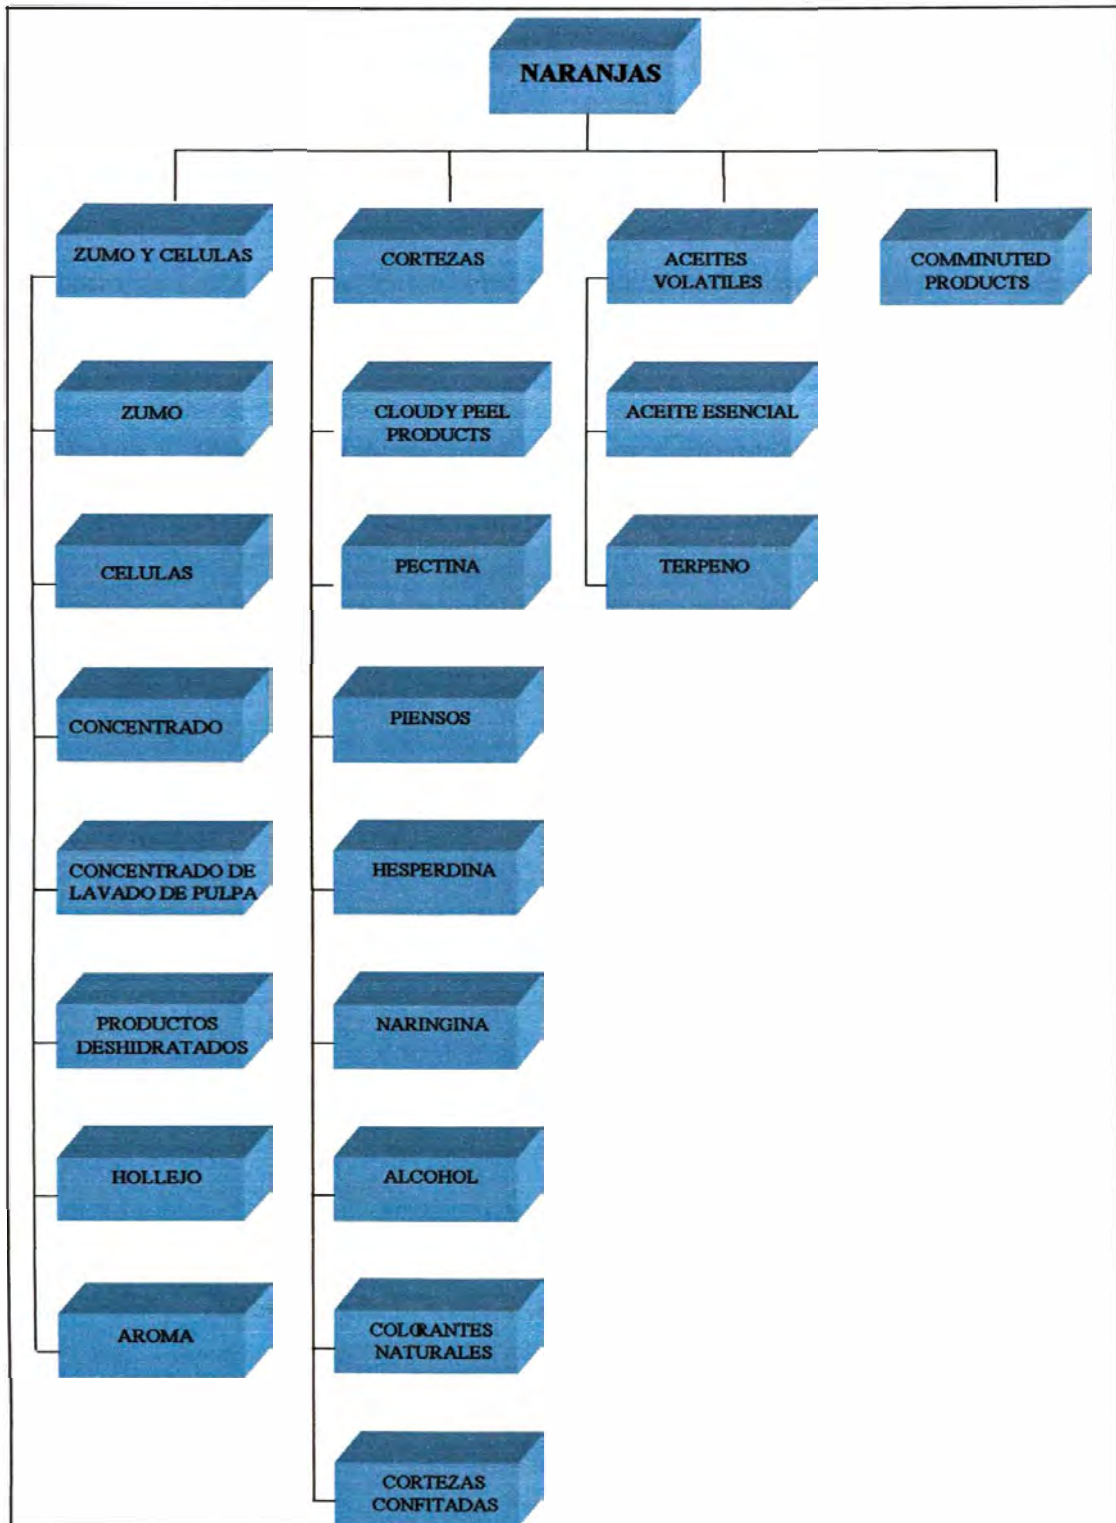 NARANJAS
ZUMO Y CELULAS
CORTEZAS
ACEITES
VOLATILES
COMMINUTED
PRODUCTS
ZUMO
CLOUDY PEEL
PRODUCTS
ACEITE ESENCIAL
CELULAS
PECTINA
TERPENO
CONCENTRADO
PIENSOS
CONCENTRADO DE
LAVADO DE PULPA
HESPERDINA
PRODUCTOS
DESHIDRATADOS
NARINGINA
HOLLEJO
ALCOHOL
AROMA
COLORANTES
NATURALES
CORTEZAS
CONFITADAS